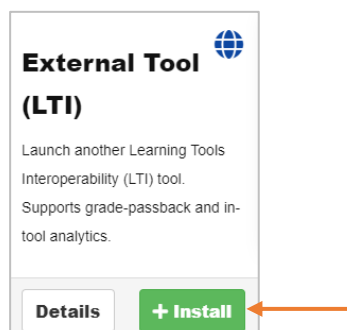 External Tool
(LTI)
Launch another Learning Tools
Interoperability (LTI) tool.
Supports grade-passback and in-
tool analytics.
Details
+ Install